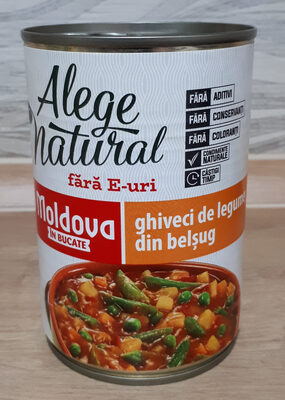 Alege
Natural
fără E-uri
FĂRĂ ADITIVI
FĂRĂ CONSERVANȚI
FĂRĂ COLORANȚI
CONDIMENTE
NATURALE
CÂȘTIGI
TIMP
Moldova
ÎN BUCATE
ghiveci de legume
din belșug